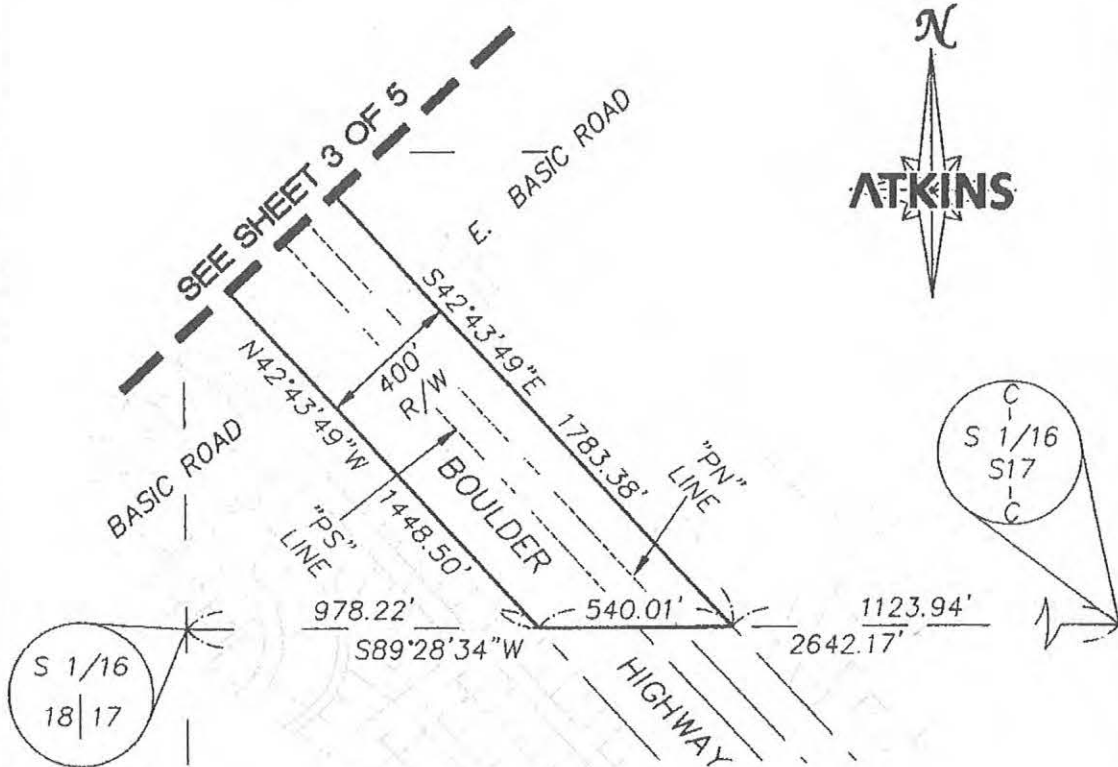 N
ATKINS
SEE SHEET 3 OF 5
E. BASIC ROAD
S42°43'49"E
1783.38'
400'
R/W
N42°43'49"W
1448.50'
BASIC ROAD
"PS"
LINE
"PN"
LINE
BOULDER
HIGHWAY
C
S 1/16
S17
C
978.22'
540.01'
1123.94'
S89°28'34"W
2642.17'
S 1/16
18|17